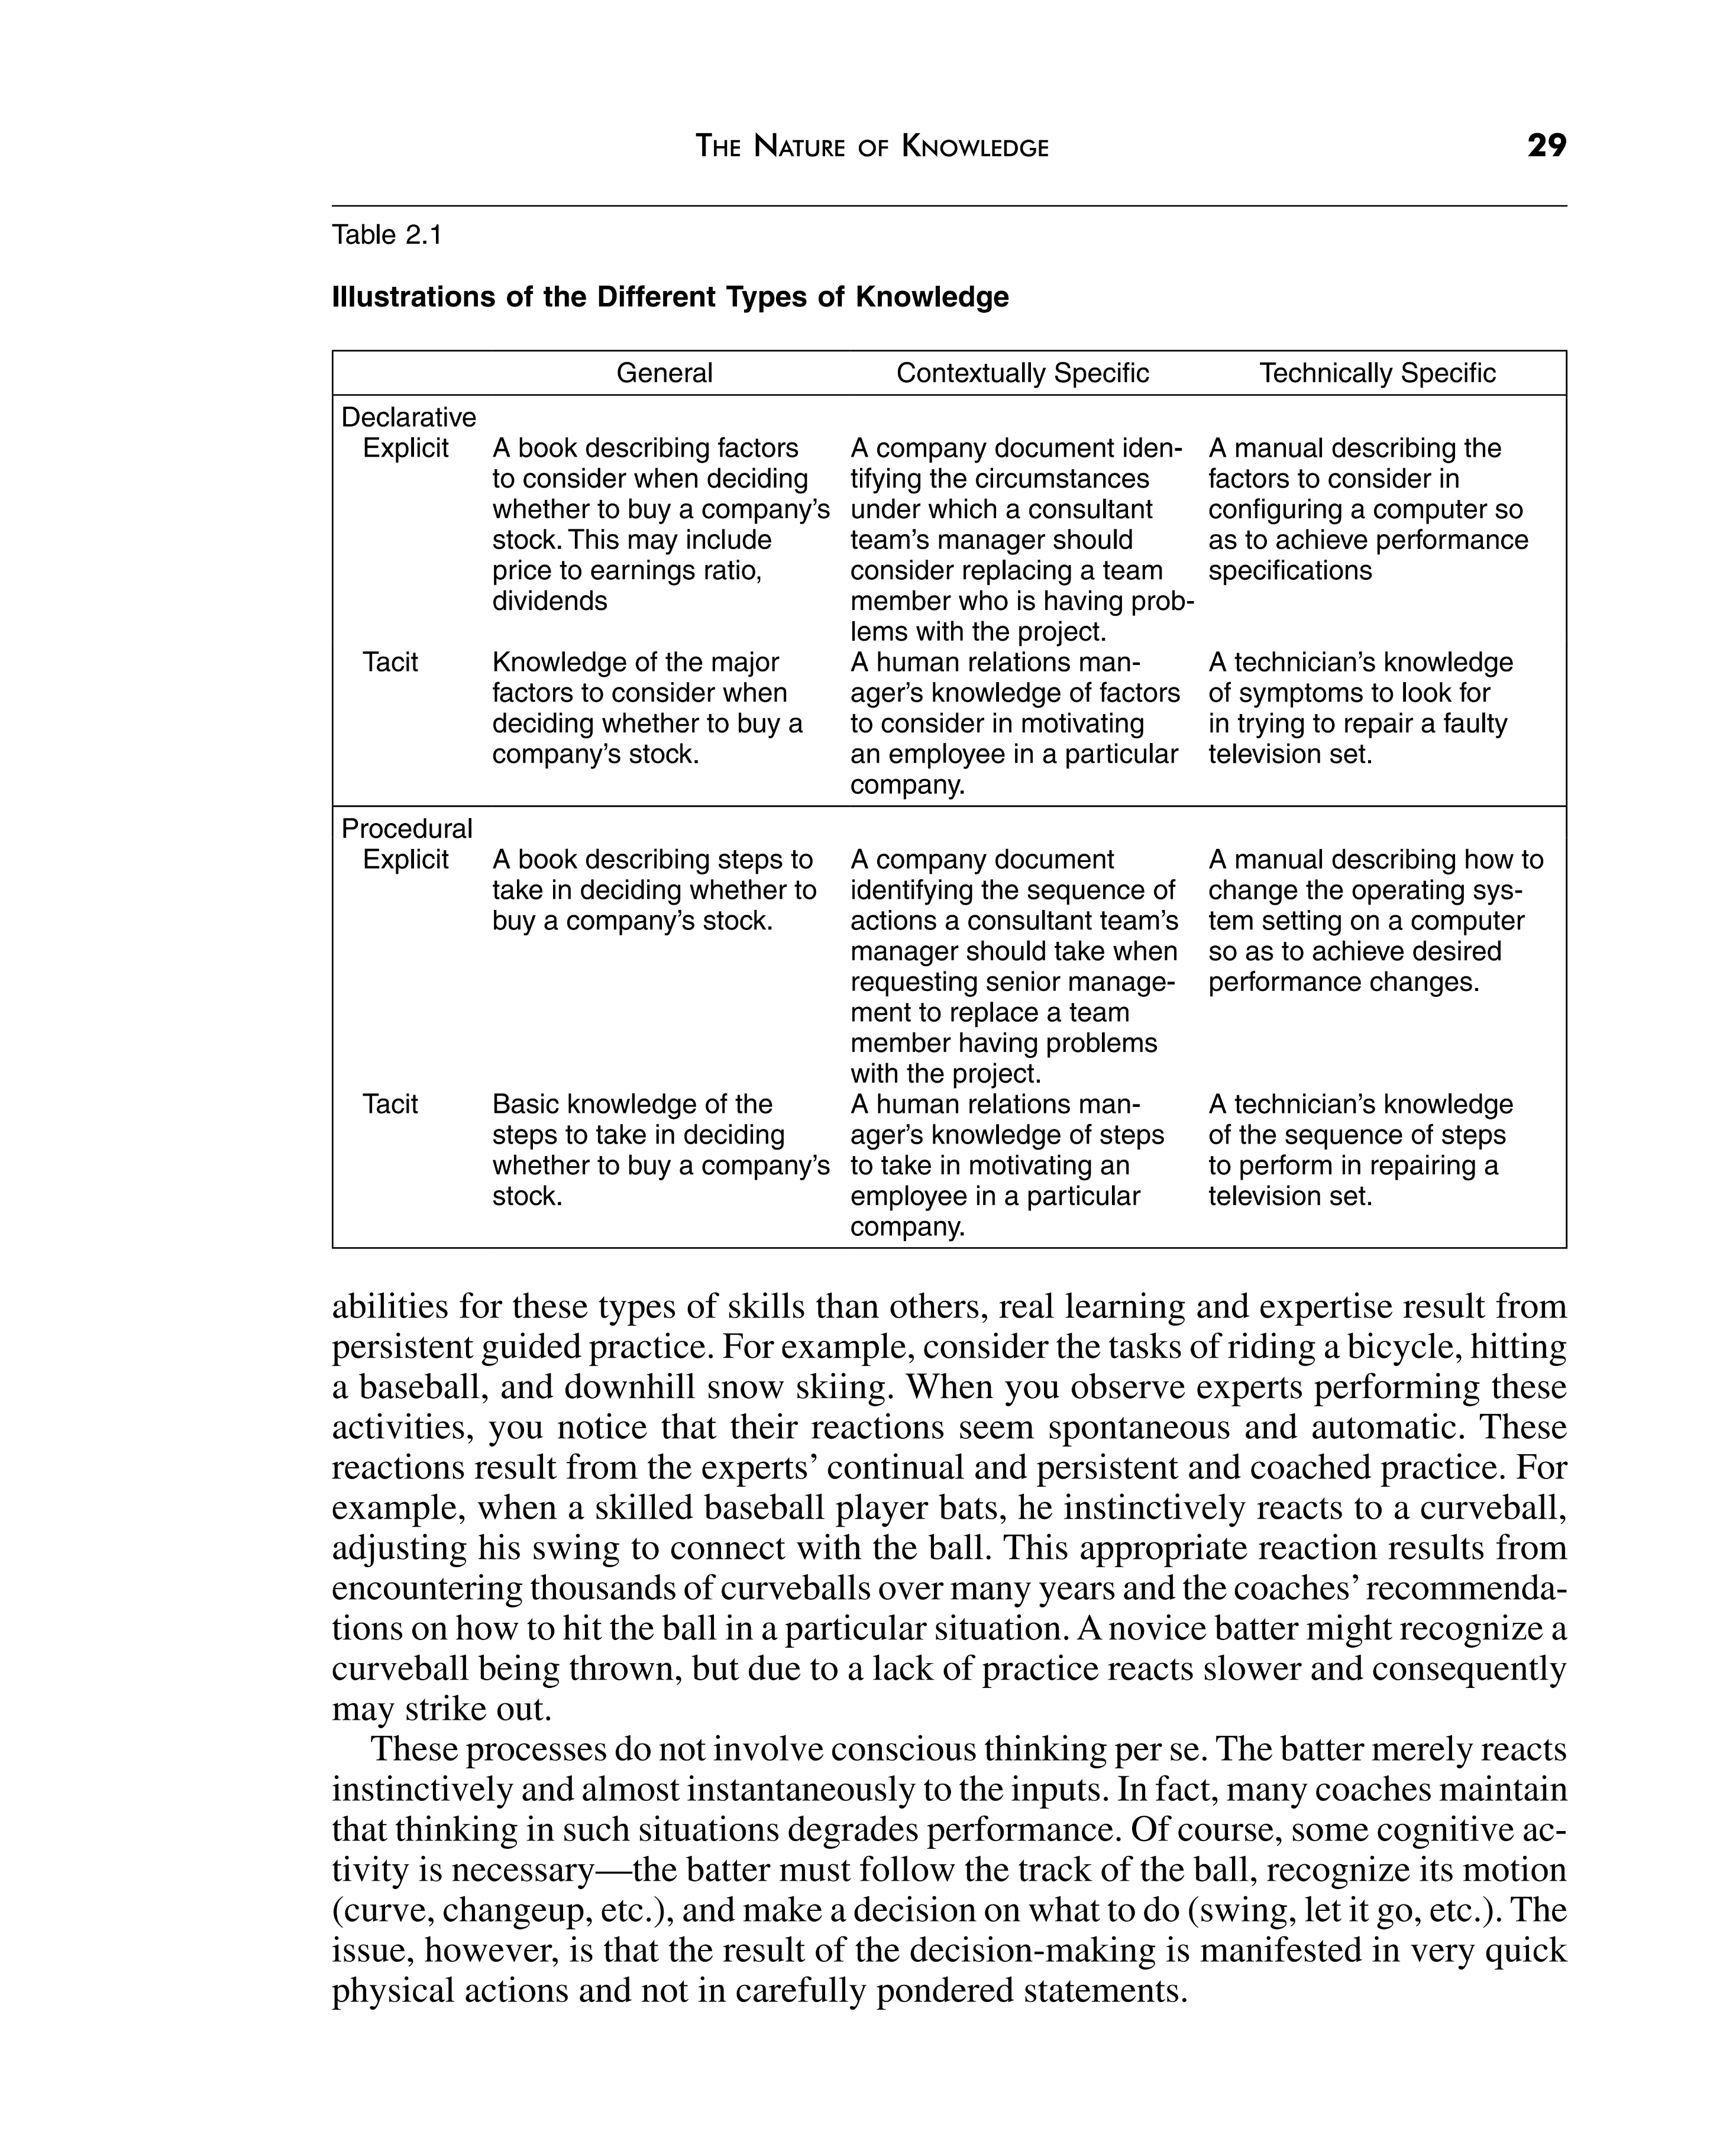 THE NATURE OF KNOWLEDGE 29
Table 2.1
Illustrations of the Different Types of Knowledge
General Contextually Specific Technically Specific
Declarative
Explicit
A book describing factors
to consider when deciding
whether to buy a company’s
stock. This may include
price to earnings ratio,
dividends
A company document iden-
tifying the circumstances
under which a consultant
team’s manager should
consider replacing a team
member who is having prob-
lems with the project.
A manual describing the
factors to consider in
configuring a computer so
as to achieve performance
specifications
Tacit
Knowledge of the major
factors to consider when
deciding whether to buy a
company’s stock.
A human relations man-
ager’s knowledge of factors
to consider in motivating
an employee in a particular
company.
A technician’s knowledge
of symptoms to look for
in trying to repair a faulty
television set.
Procedural
Explicit
A book describing steps to
take in deciding whether to
buy a company’s stock.
A company document
identifying the sequence of
actions a consultant team’s
manager should take when
requesting senior manage-
ment to replace a team
member having problems
with the project.
A manual describing how to
change the operating sys-
tem setting on a computer
so as to achieve desired
performance changes.
Tacit
Basic knowledge of the
steps to take in deciding
whether to buy a company’s
stock.
A human relations man-
ager’s knowledge of steps
to take in motivating an
employee in a particular
company.
A technician’s knowledge
of the sequence of steps
to perform in repairing a
television set.
abilities for these types of skills than others, real learning and expertise result from
persistent guided practice. For example, consider the tasks of riding a bicycle, hitting
a baseball, and downhill snow skiing. When you observe experts performing these
activities, you notice that their reactions seem spontaneous and automatic. These
reactions result from the experts’ continual and persistent and coached practice. For
example, when a skilled baseball player bats, he instinctively reacts to a curveball,
adjusting his swing to connect with the ball. This appropriate reaction results from
encountering thousands of curveballs over many years and the coaches’ recommenda-
tions on how to hit the ball in a particular situation. A novice batter might recognize a
curveball being thrown, but due to a lack of practice reacts slower and consequently
may strike out.
These processes do not involve conscious thinking per se. The batter merely reacts
instinctively and almost instantaneously to the inputs. In fact, many coaches maintain
that thinking in such situations degrades performance. Of course, some cognitive ac-
tivity is necessary—the batter must follow the track of the ball, recognize its motion
(curve, changeup, etc.), and make a decision on what to do (swing, let it go, etc.). The
issue, however, is that the result of the decision-making is manifested in very quick
physical actions and not in carefully pondered statements.